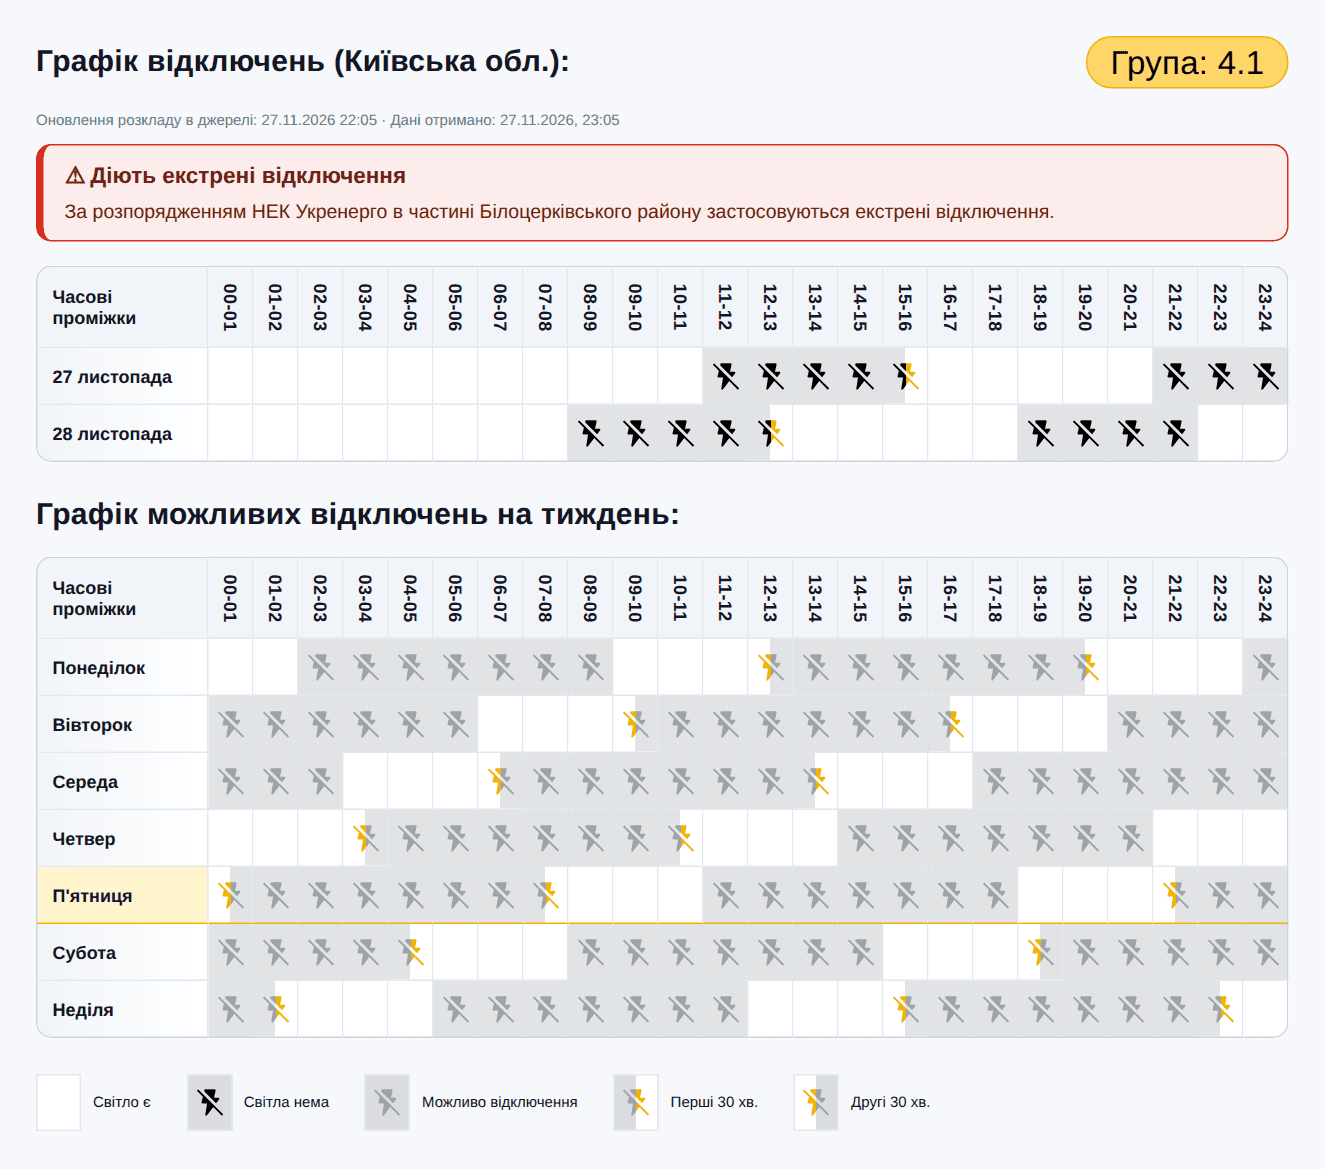 Графік відключень (Київська обл.):
Група: 4.1
Оновлення розкладу в джерелі: 27.11.2026 22:05 · Дані отримано: 27.11.2026, 23:05
⚠ Діють екстрені відключення
За розпорядженням НЕК Укренерго в частині Білоцерківського району застосовуються екстрені відключення.
Часові проміжки 00-01 01-02 02-03 03-04 04-05 05-06 06-07 07-08 08-09 09-10 10-11 11-12 12-13 13-14 14-15 15-16 16-17 17-18 18-19 19-20 20-21 21-22 22-23 23-24
27 листопада
28 листопада
Графік можливих відключень на тиждень:
Часові проміжки 00-01 01-02 02-03 03-04 04-05 05-06 06-07 07-08 08-09 09-10 10-11 11-12 12-13 13-14 14-15 15-16 16-17 17-18 18-19 19-20 20-21 21-22 22-23 23-24
Понеділок
Вівторок
Середа
Четвер
П'ятниця
Субота
Неділя
Світло є Світла нема Можливо відключення Перші 30 хв. Другі 30 хв.